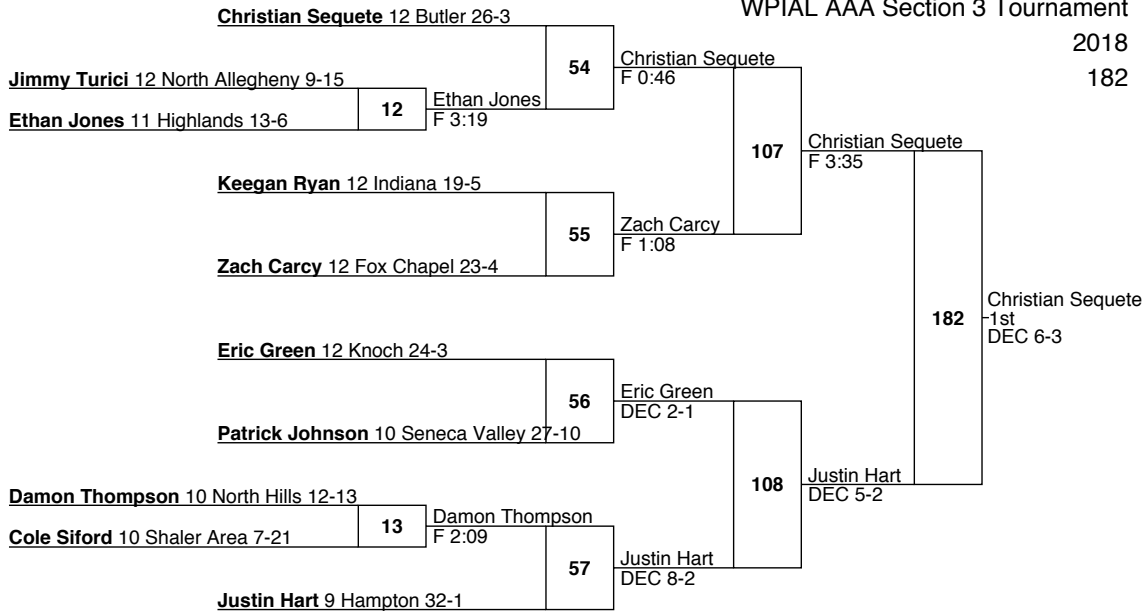 WPIAL AAA Section 3 Tournament
2018
182
Christian Sequete 12 Butler 26-3
54
Christian Sequete
F 0:46
Jimmy Turici 12 North Allegheny 9-15
12
Ethan Jones
F 3:19
Ethan Jones 11 Highlands 13-6
107
Christian Sequete
F 3:35
Keegan Ryan 12 Indiana 19-5
55
Zach Carcy
F 1:08
Zach Carcy 12 Fox Chapel 23-4
182
Christian Sequete
1st
DEC 6-3
Eric Green 12 Knoch 24-3
56
Eric Green
DEC 2-1
Patrick Johnson 10 Seneca Valley 27-10
108
Justin Hart
DEC 5-2
Damon Thompson 10 North Hills 12-13
13
Damon Thompson
F 2:09
Cole Siford 10 Shaler Area 7-21
57
Justin Hart
DEC 8-2
Justin Hart 9 Hampton 32-1